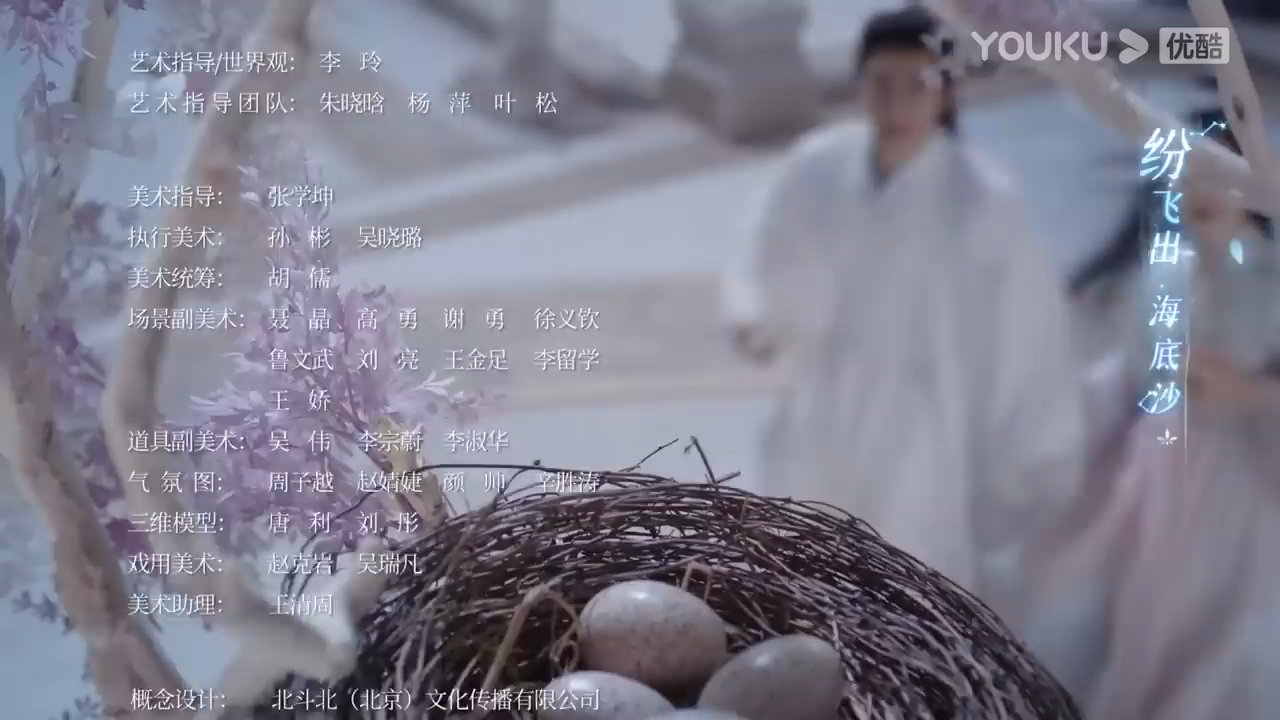 艺术指导/世界观： 李 玲
艺术指导团队： 朱晓晗 杨 萍 叶 松
美术指导： 张学坤
执行美术： 孙 彬 吴晓璐
美术统筹： 胡 儒
场景副美术： 聂 晶 高 勇 谢 勇 徐义钦
鲁文武 刘 亮 王金足 李留学
王 娇
道具副美术： 吴 伟 李宗蔚 李淑华
气氛图： 周子越 赵婧婕 颜 帅 辛胜涛
三维模型： 唐 利 刘 彤
戏用美术： 赵克岩 吴瑞凡
美术助理： 王清周
概念设计： 北斗北（北京）文化传播有限公司
YOUKU 优酷
纷飞出 海底沙